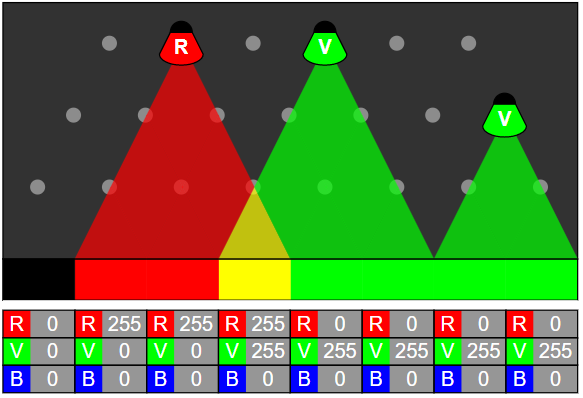 R V
V
R 0 R 255 R 255 R 255 R 0 R 0 R 0 R 0
V 0 V 0 V 0 V 255 V 255 V 255 V 255 V 255
B 0 B 0 B 0 B 0 B 0 B 0 B 0 B 0